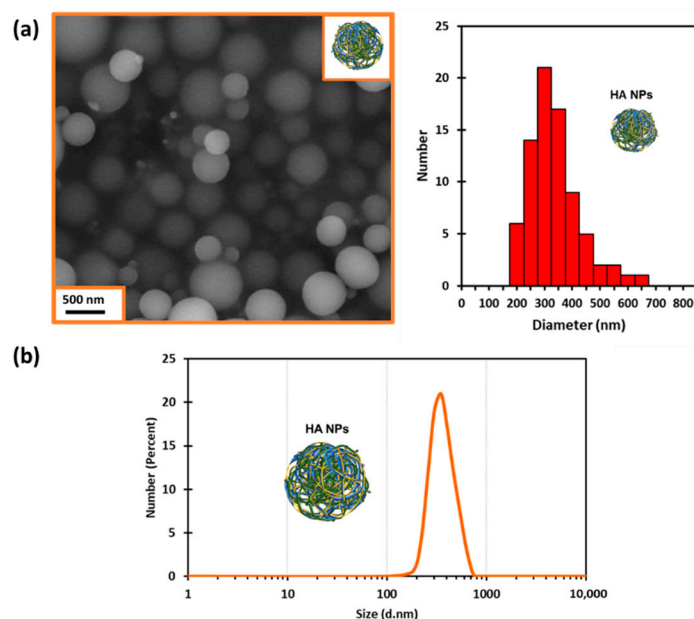 (a)
500 nm
25
20
15
10
5
0
Number
HA NPs
0 100 200 300 400 500 600 700 800
Diameter (nm)
(b)
25
20
15
10
5
0
Number (Percent)
HA NPs
1 10 100 1000 10,000
Size (d.nm)